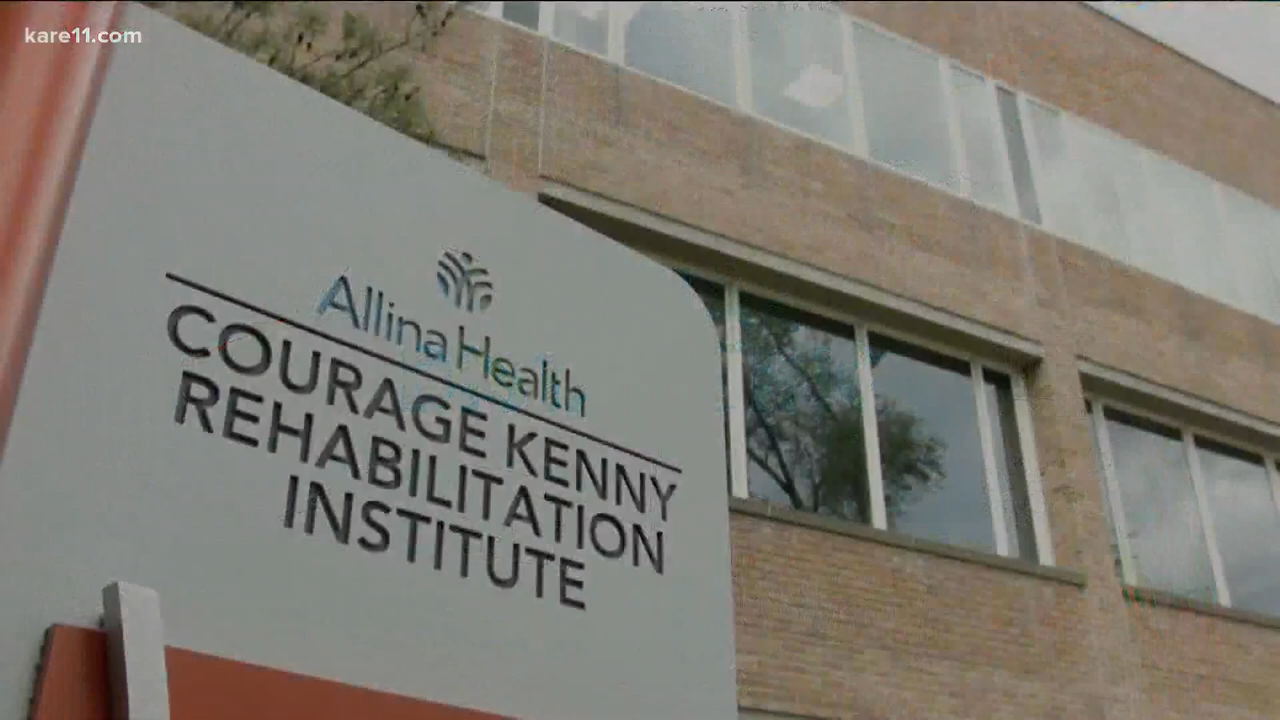 kare11.com
Allina Health
COURAGE KENNY
REHABILITATION
INSTITUTE